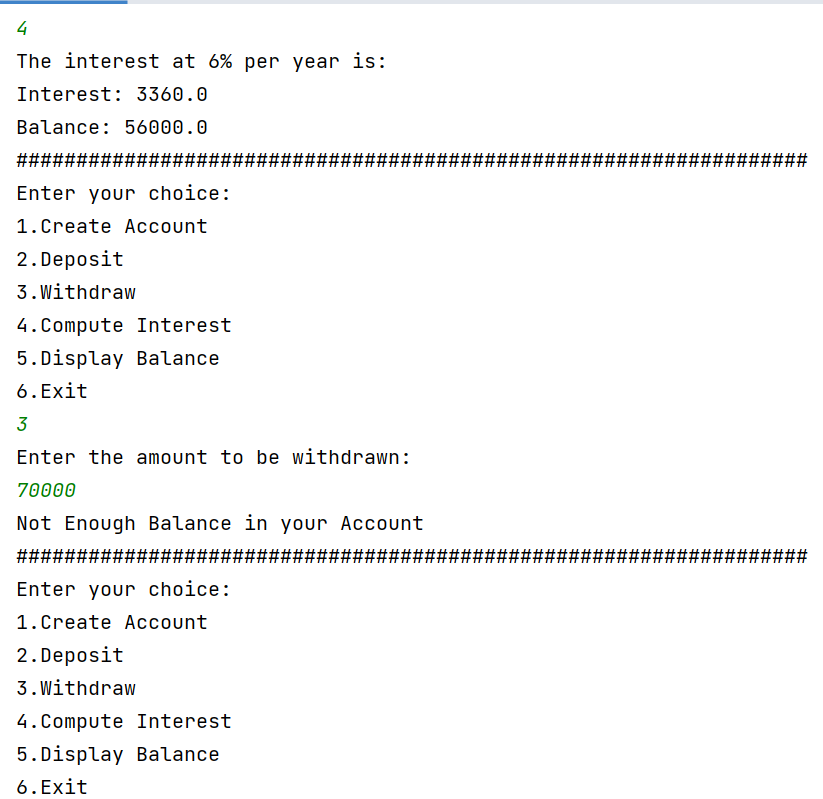 4
The interest at 6% per year is:
Interest: 3360.0
Balance: 56000.0
##################################################################
Enter your choice:
1.Create Account
2.Deposit
3.Withdraw
4.Compute Interest
5.Display Balance
6.Exit
3
Enter the amount to be withdrawn:
70000
Not Enough Balance in your Account
##################################################################
Enter your choice:
1.Create Account
2.Deposit
3.Withdraw
4.Compute Interest
5.Display Balance
6.Exit